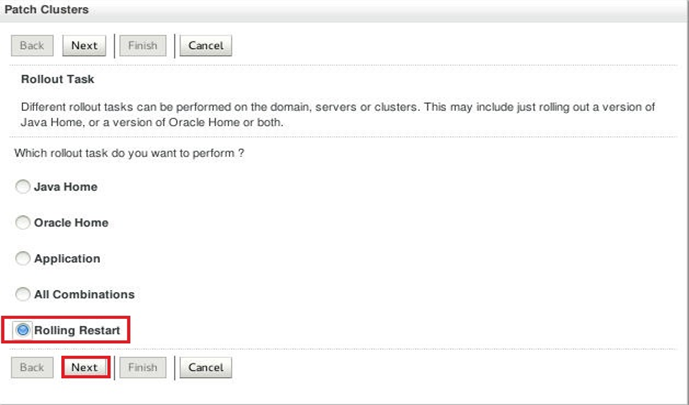 Patch Clusters
Back Next Finish Cancel
Rollout Task
Different rollout tasks can be performed on the domain, servers or clusters. This may include just rolling out a version of
Java Home, or a version of Oracle Home or both.
Which rollout task do you want to perform ?
Java Home
Oracle Home
Application
All Combinations
Rolling Restart
Back Next Finish Cancel